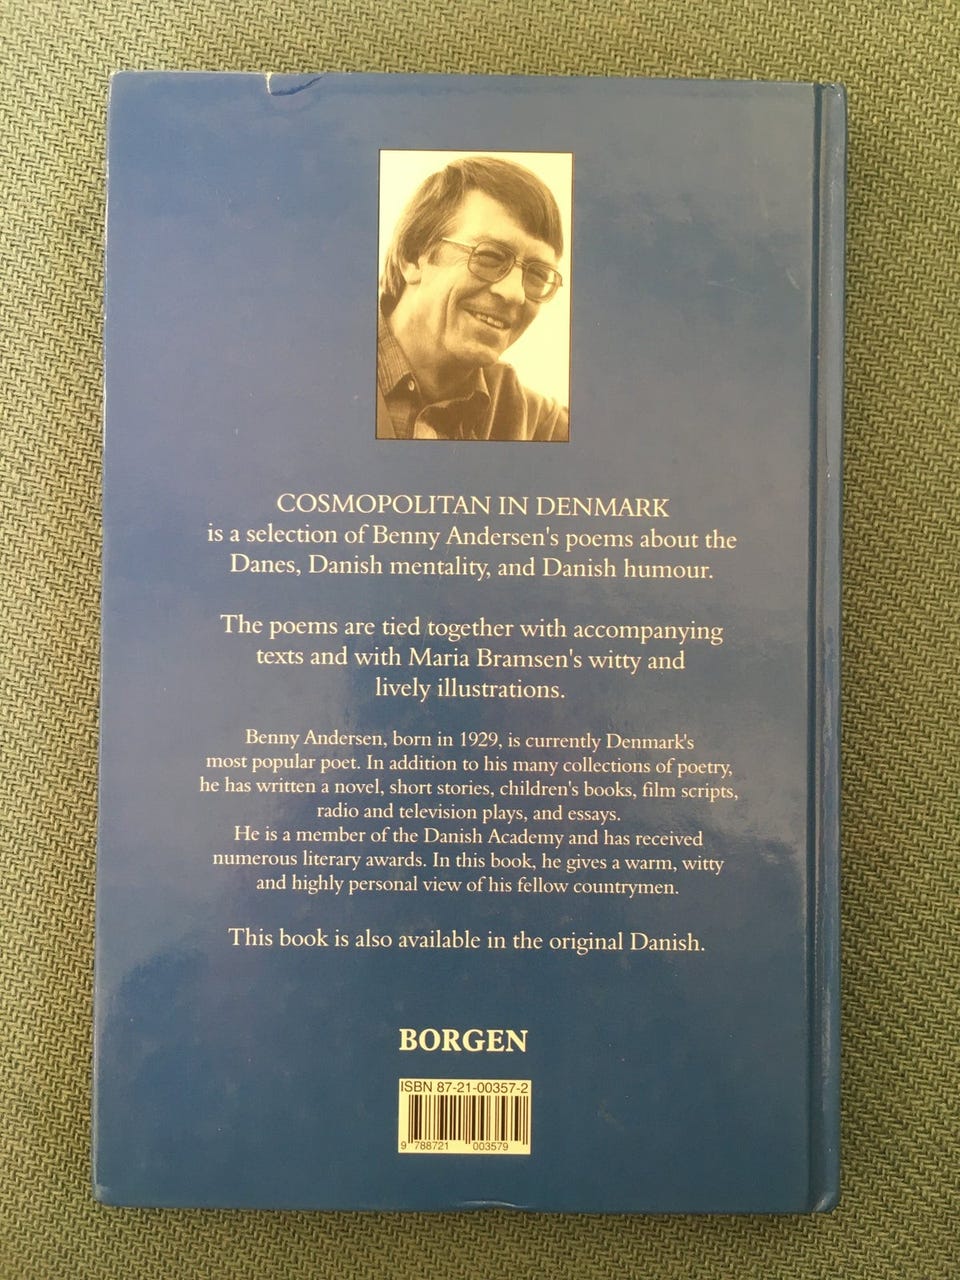 COSMOPOLITAN IN DENMARK
is a selection of Benny Andersen's poems about the
Danes, Danish mentality, and Danish humour.
The poems are tied together with accompanying
texts and with Maria Bramsen's witty and
lively illustrations.
Benny Andersen, born in 1929, is currently Denmark's
most popular poet. In addition to his many collections of poetry,
he has written a novel, short stories, children's books, film scripts,
radio and television plays, and essays.
He is a member of the Danish Academy and has received
numerous literary awards. In this book, he gives a warm, witty
and highly personal view of his fellow countrymen.
This book is also available in the original Danish.
BORGEN
ISBN 87-21-00357-2
9 788721 003579